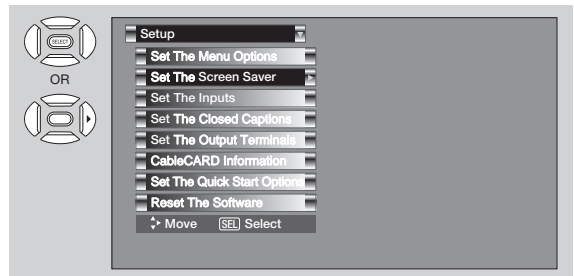 SELECT
OR
Setup
Set The Menu Options
Set The Screen Saver
Set The Inputs
Set The Closed Captions
Set The Output Terminals
CableCARD Information
Set The Quick Start Option
Reset The Software
Move SEL Select